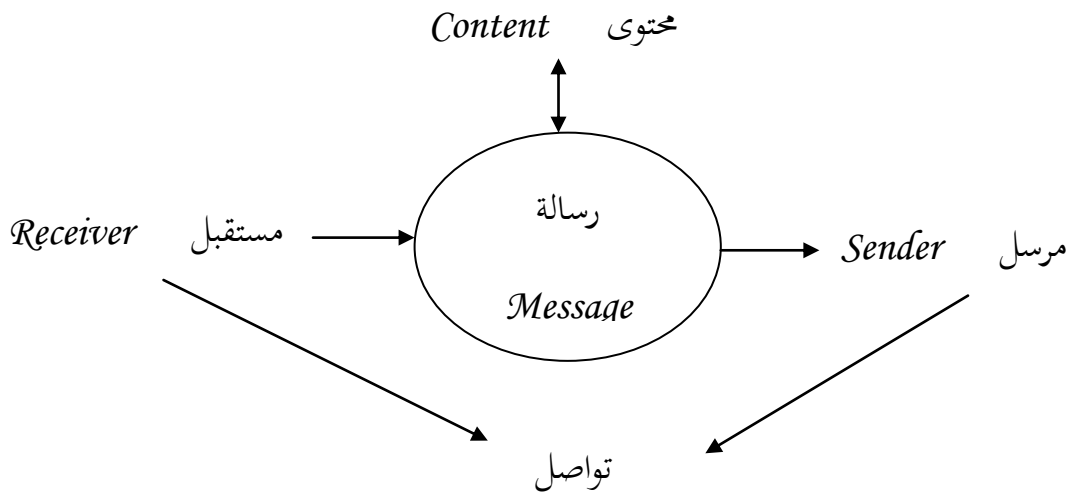 Content محتوى
رسالة
Receiver مستقبل
Sender مرسل
Message
تواصل